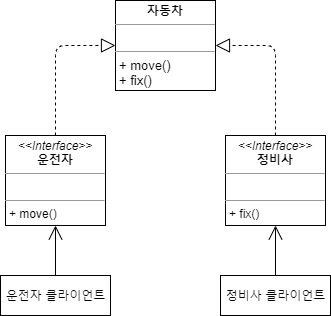 자동차
+ move()
+ fix()
<<Interface>>
운전자
+ move()
<<Interface>>
정비사
+ fix()
운전자 클라이언트
정비사 클라이언트